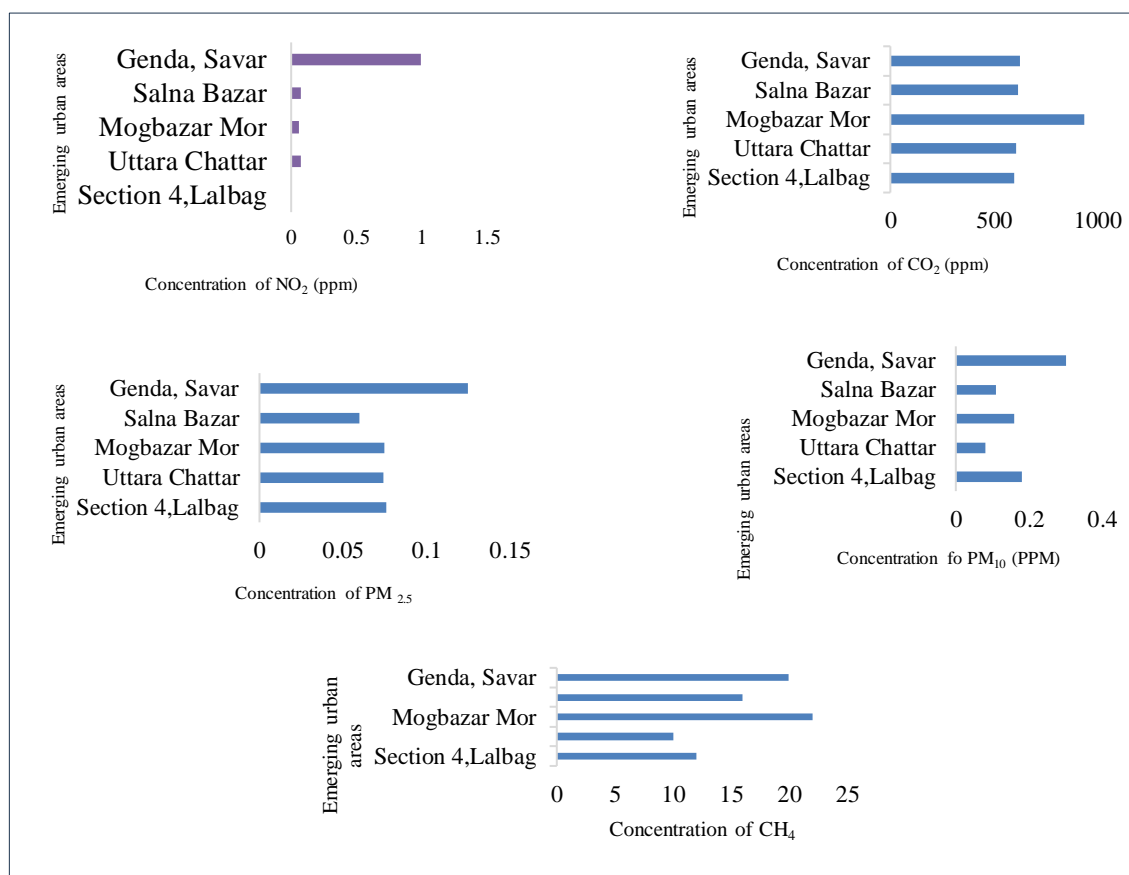 Emerging urban areas
Genda, Savar
Salna Bazar
Mogbazar Mor
Uttara Chattar
Section 4,Lalbag
0 0.5 1 1.5
Concentration of NO₂ (ppm)
Emerging urban areas
Genda, Savar
Salna Bazar
Mogbazar Mor
Uttara Chattar
Section 4,Lalbag
0 500 1000
Concentration of CO₂ (ppm)
Emerging urban areas
Genda, Savar
Salna Bazar
Mogbazar Mor
Uttara Chattar
Section 4,Lalbag
0 0.05 0.1 0.15
Concentration of PM ₂.₅
Emerging urban areas
Genda, Savar
Salna Bazar
Mogbazar Mor
Uttara Chattar
Section 4,Lalbag
0 0.2 0.4
Concentration fo PM₁₀ (PPM)
Emerging urban
areas
Genda, Savar
Mogbazar Mor
Section 4,Lalbag
0 5 10 15 20 25
Concentration of CH₄